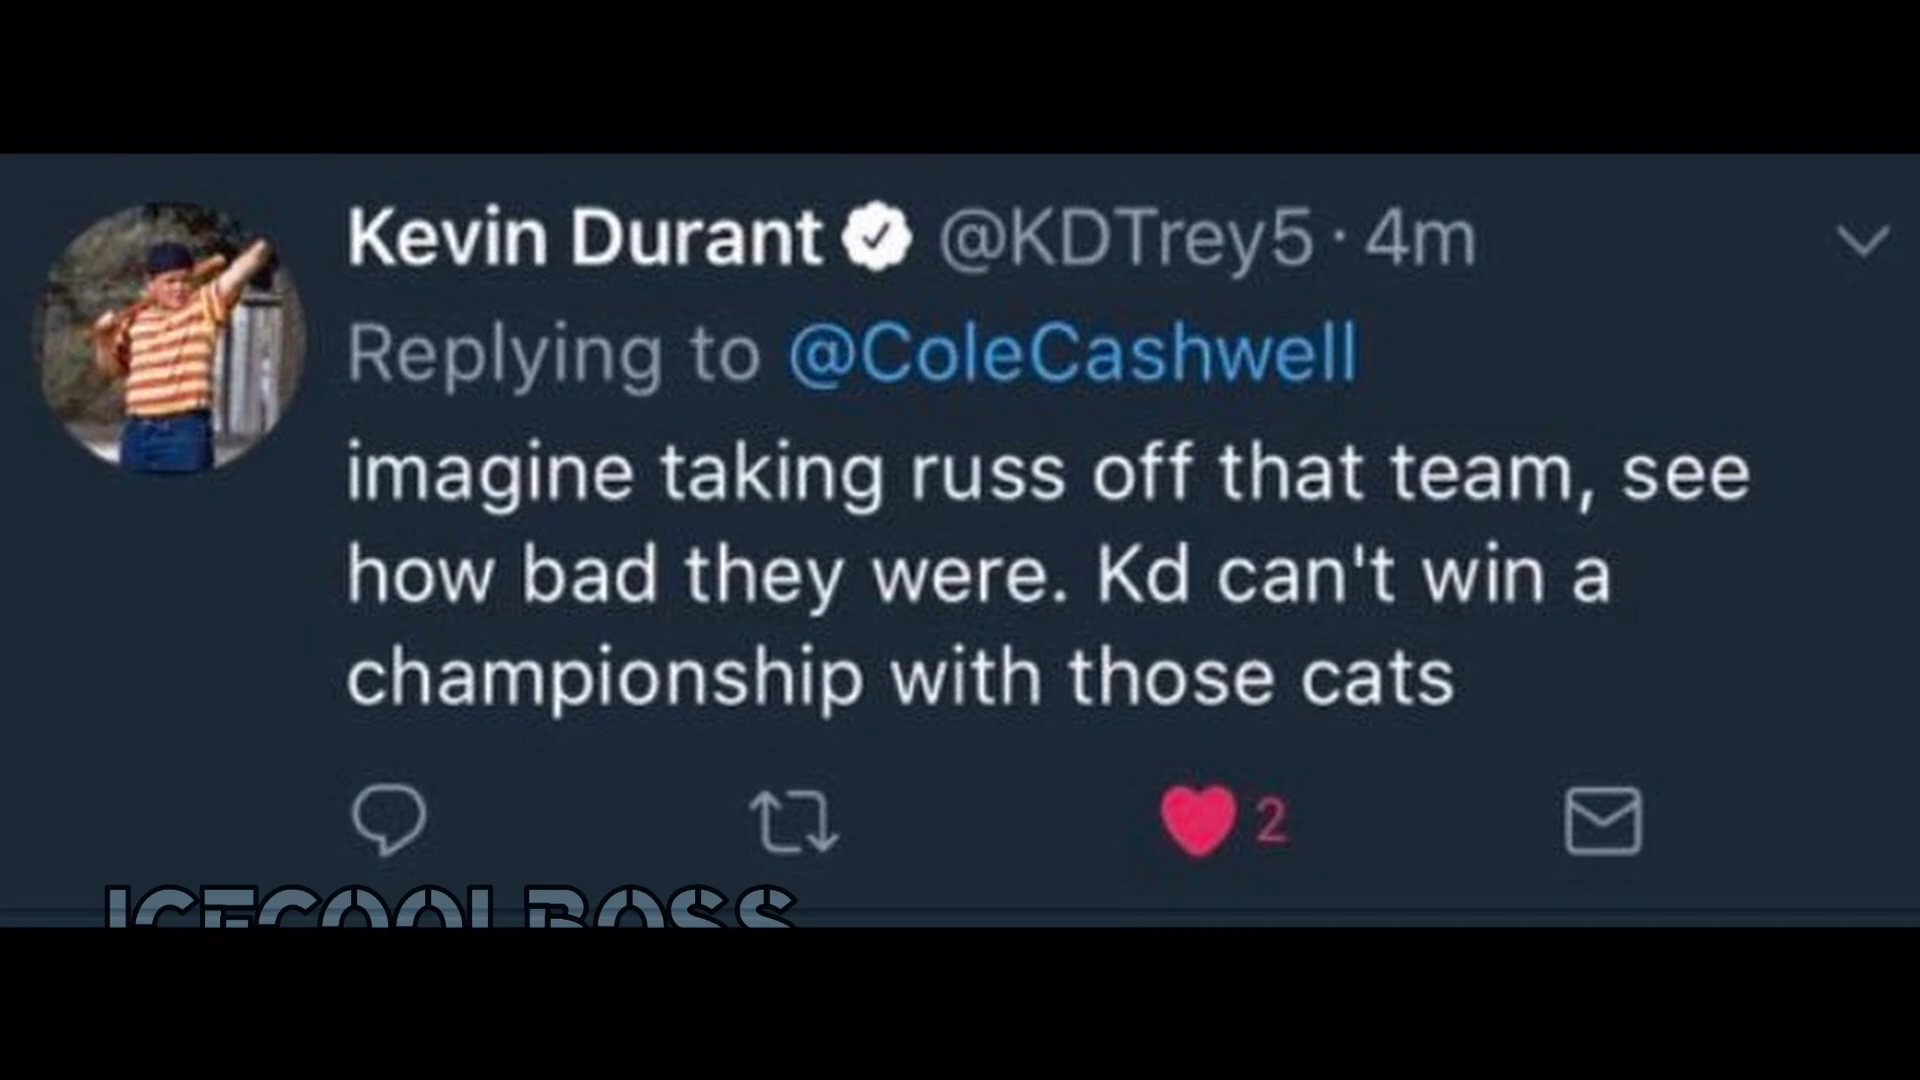 Kevin Durant @KDTrey5 · 4m
Replying to @ColeCashwell
imagine taking russ off that team, see
how bad they were. Kd can't win a
championship with those cats
2
ICECOOLBOSS